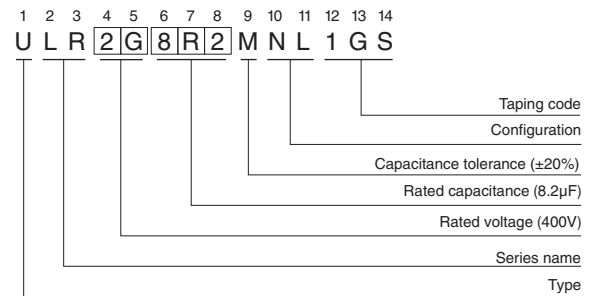 1 2 3 4 5 6 7 8 9 10 11 12 13 14
U L R 2 G 8 R 2 M N L 1 G S
Taping code
Configuration
Capacitance tolerance (±20%)
Rated capacitance (8.2µF)
Rated voltage (400V)
Series name
Type